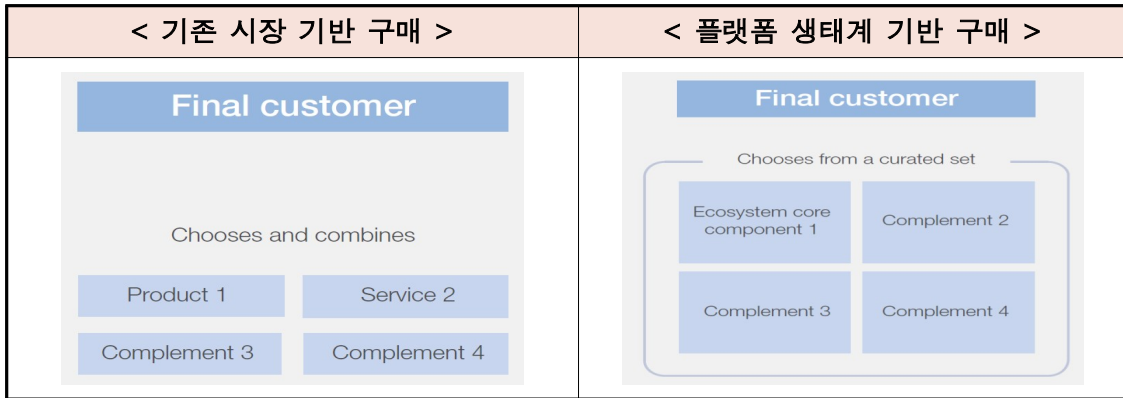 < 기존 시장 기반 구매 >
< 플랫폼 생태계 기반 구매 >
Final customer
Chooses and combines
Product 1
Service 2
Complement 3
Complement 4
Final customer
Chooses from a curated set
Ecosystem core
component 1
Complement 2
Complement 3
Complement 4